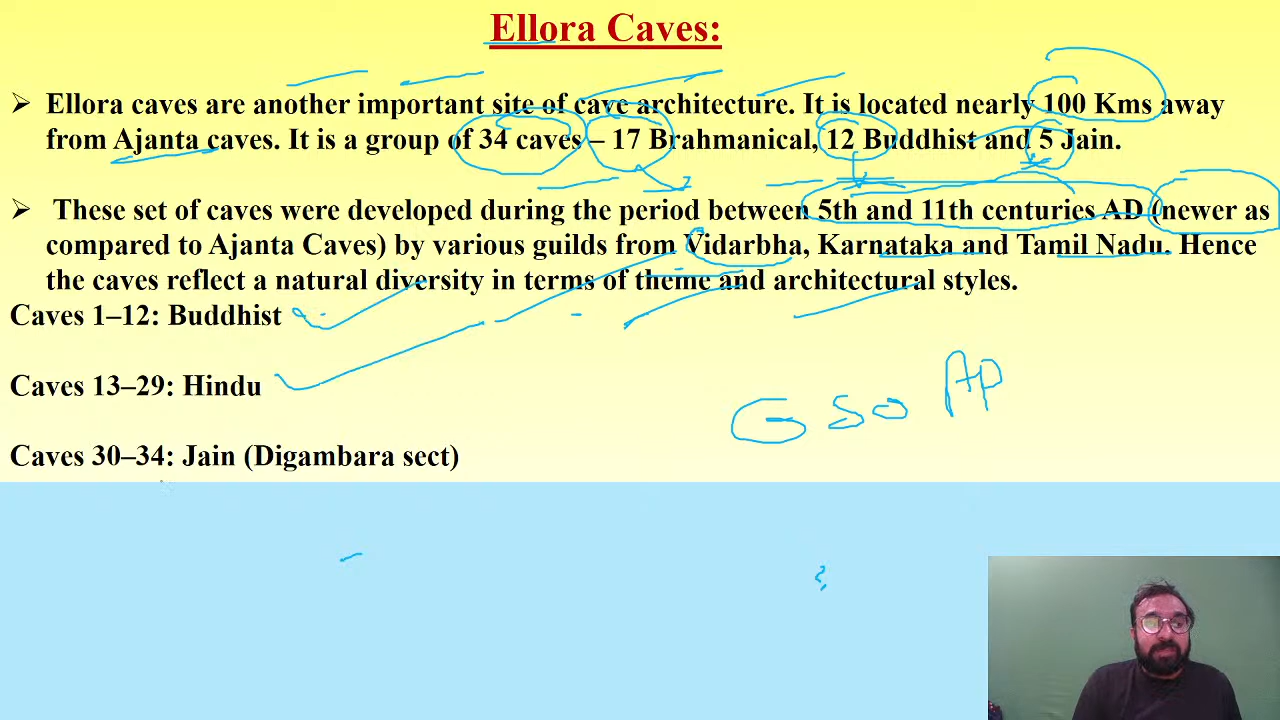 Ellora Caves:
➢ Ellora caves are another important site of cave architecture. It is located nearly 100 Kms away
from Ajanta caves. It is a group of 34 caves – 17 Brahmanical, 12 Buddhist and 5 Jain.
➢ These set of caves were developed during the period between 5th and 11th centuries AD (newer as
compared to Ajanta Caves) by various guilds from Vidarbha, Karnataka and Tamil Nadu. Hence
the caves reflect a natural diversity in terms of theme and architectural styles.
Caves 1–12: Buddhist
Caves 13–29: Hindu
AP
Caves 30–34: Jain (Digambara sect)